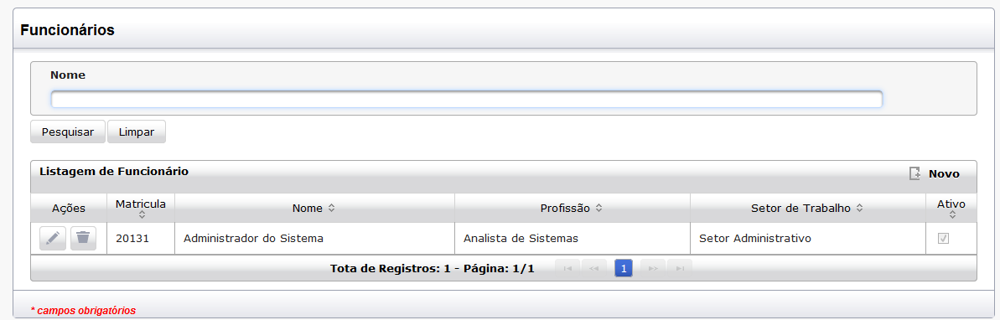 Funcionários
Nome
Pesquisar Limpar
Listagem de Funcionário Novo
Ações Matricula Nome Profissão Setor de Trabalho Ativo
20131 Administrador do Sistema Analista de Sistemas Setor Administrativo
Tota de Registros: 1 - Página: 1/1 1
* campos obrigatórios